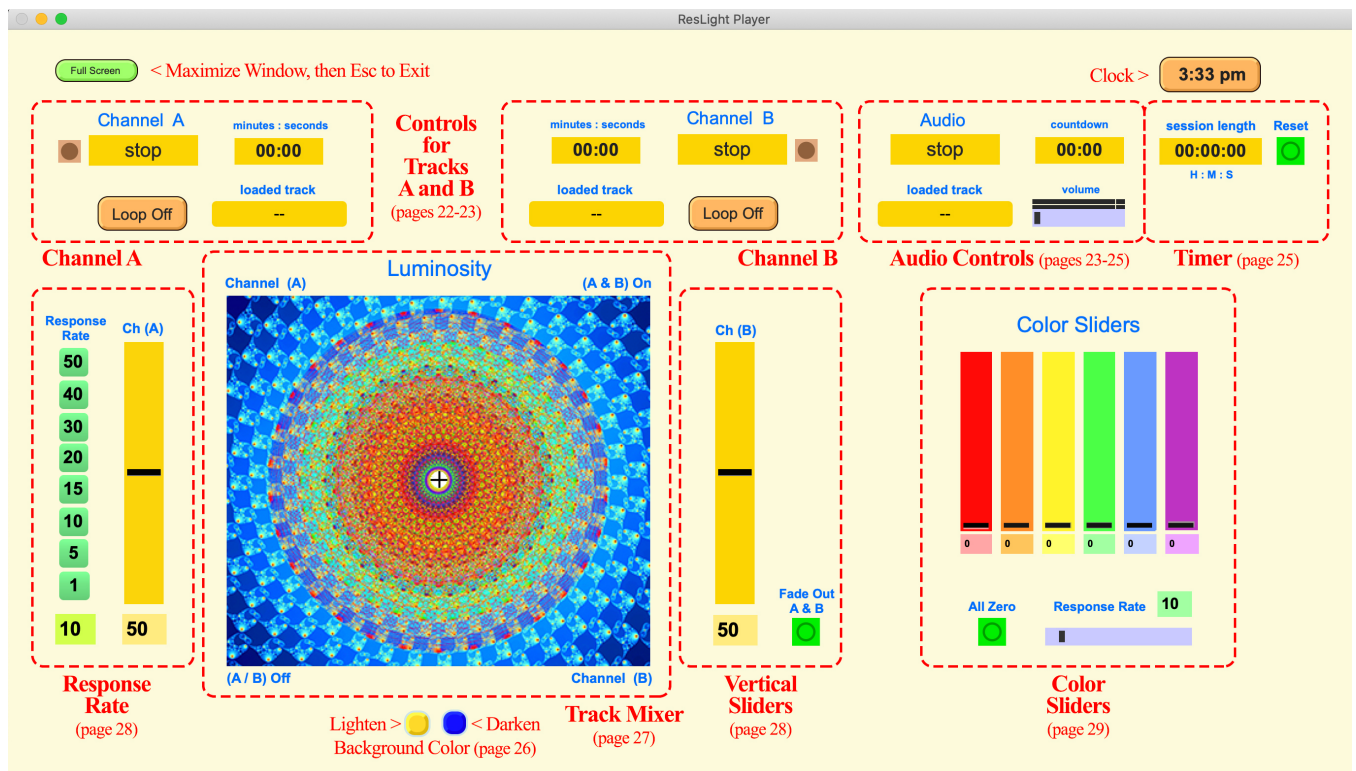 ResLight Player
Full Screen
< Maximize Window, then Esc to Exit
Clock >
3:33 pm
Channel A
minutes : seconds
stop
00:00
loaded track
Loop Off
--
Channel A
Controls
for
Tracks
A and B
(pages 22-23)
minutes : seconds
Channel B
00:00
stop
loaded track
--
Loop Off
Channel B
Audio
countdown
stop
00:00
loaded track
volume
--
Audio Controls (pages 23-25)
session length
Reset
00:00:00
H : M : S
Timer (page 25)
Response
Rate
Ch (A)
50
40
30
20
15
10
5
1
10
50
Response
Rate
(page 28)
Luminosity
Channel (A)
(A & B) On
(A / B) Off
Channel (B)
Track Mixer
(page 27)
Lighten >
< Darken
Background Color (page 26)
Ch (B)
50
Fade Out
A & B
Vertical
Sliders
(page 28)
Color Sliders
0
0
0
0
0
0
All Zero
Response Rate
10
Color
Sliders
(page 29)